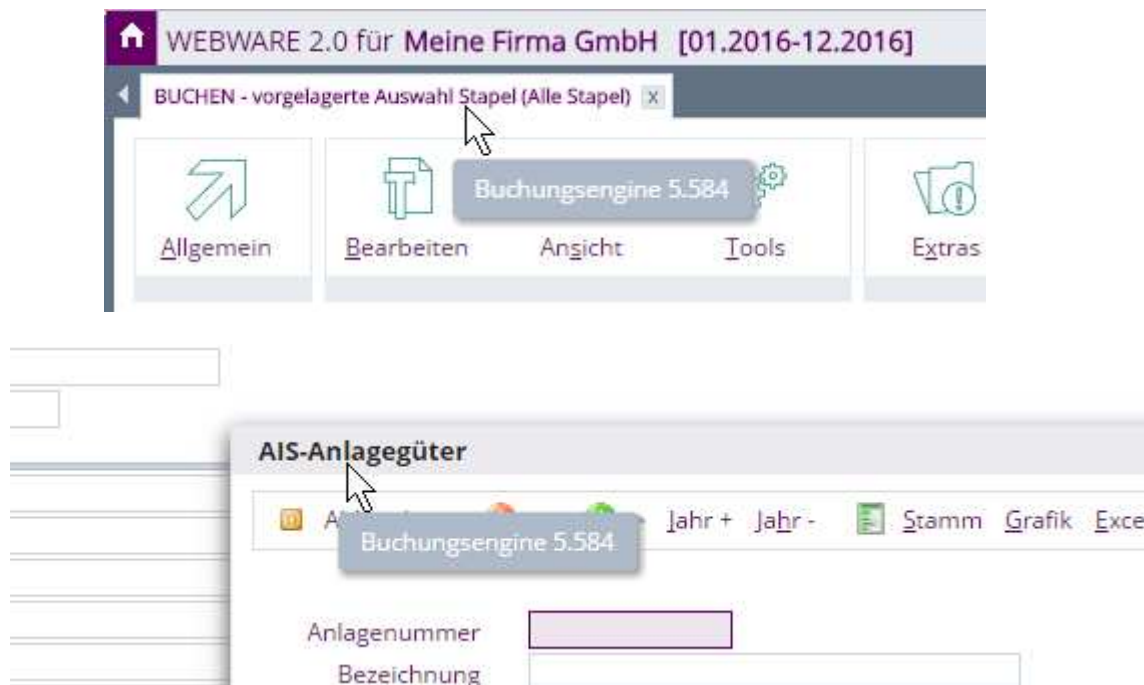 WEBWARE 2.0 für Meine Firma GmbH [01.2016-12.2016]
BUCHEN - vorgelagerte Auswahl Stapel (Alle Stapel) x
Buchungsengine 5.584
Allgemein Bearbeiten Ansicht Tools Extras
AIS-Anlagegüter
Jahr + Jahr - Stamm Grafik Exce
Buchungsengine 5.584
Anlagenummer
Bezeichnung